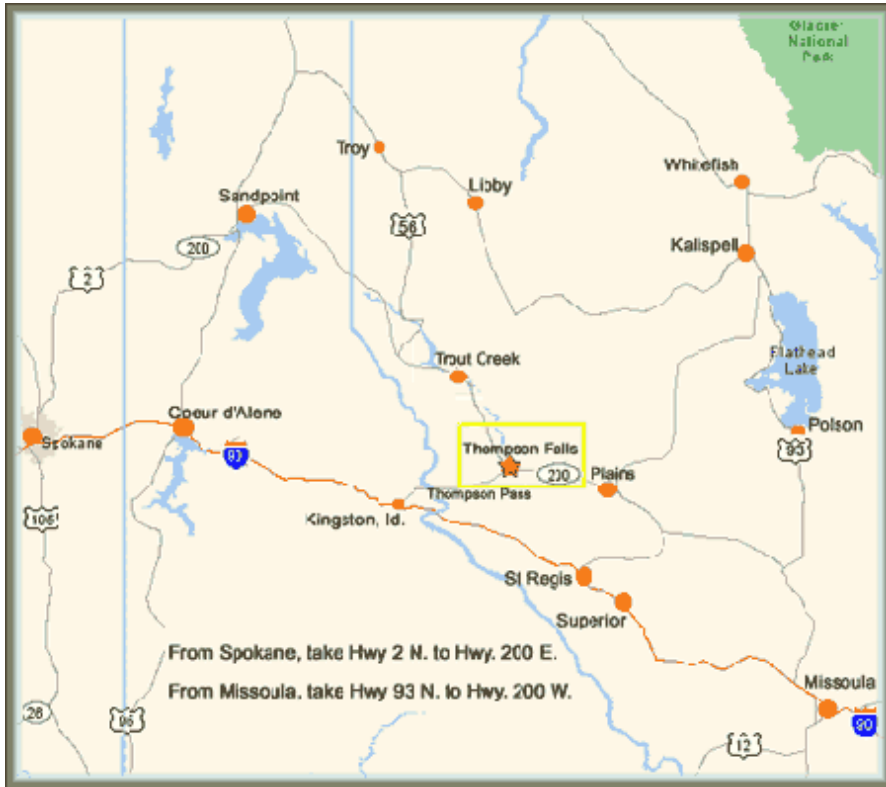 Glacier
National
Park
Troy
Libby
Whitefish
Sandpoint
56
Kalispell
200
2
Trout Creek
Flathead
Lake
Coeur d'Alene
Polson
Spokane
90
Thompson Falls
93
200
Plains
Thompson Pass
Kingston, Id.
St Regis
Superior
From Spokane, take Hwy 2 N. to Hwy. 200 E.
Missoula
From Missoula, take Hwy 93 N. to Hwy. 200 W.
26
95
12
90